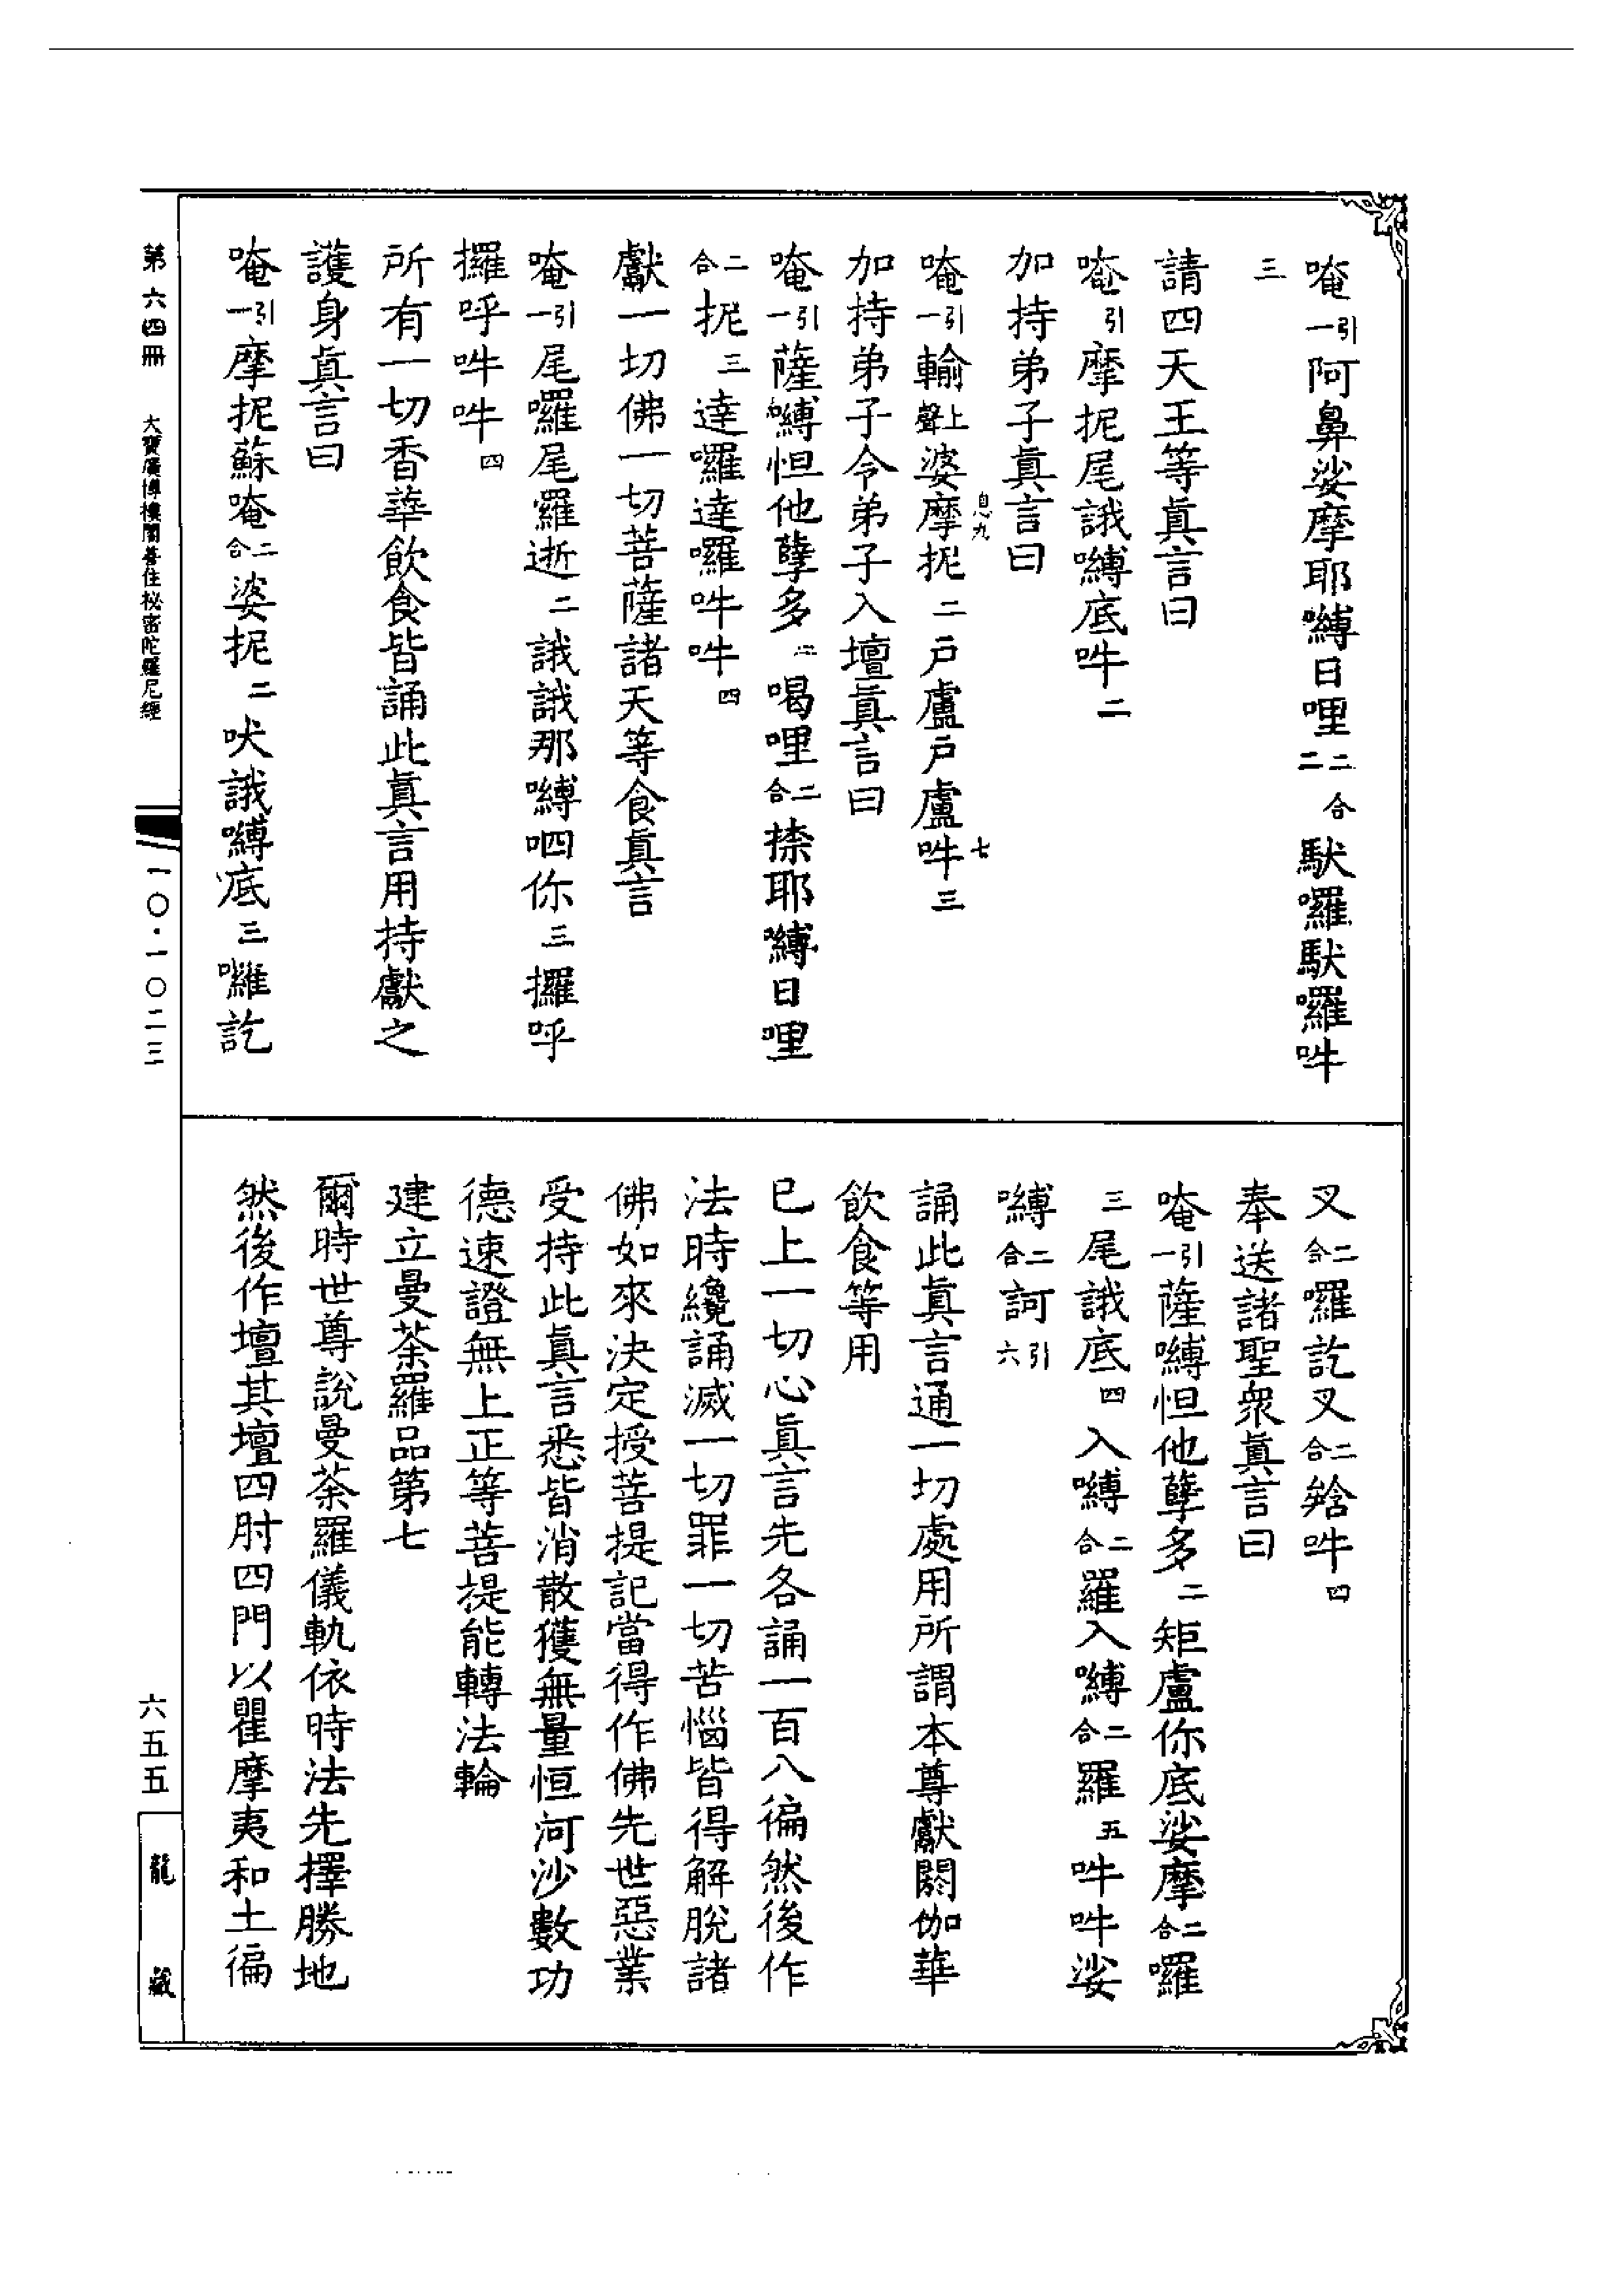 唵引一阿鼻娑摩耶嚩日哩二合二馱囉馱囉吽
三
請四天王等真言曰
唵引摩抳尾誐嚩底吽二
加持弟子真言曰
唵引一輸上聲婆摩抳二戶盧戶盧吽三
息九
七
加持弟子令弟子入壇真言曰
唵引一薩嚩怛他孽多二喝哩二合捺耶嚩日哩
二合抳三達囉達囉吽吽四
獻一切佛一切菩薩諸天等食真言
唵引一尾囉尾羅逝二誐誐那嚩呬你三攞呼
攞呼吽吽四
所有一切香華飲食皆誦此真言用持獻之
護身真言曰
唵引一摩抳蘇唵二合婆抳二吠誐嚩底三囉訖
叉二合囉訖叉二合𤚥吽四
奉送諸聖衆真言曰
唵引一薩嚩怛他孽多二矩盧你底娑摩二合囉
三尾誐底四入嚩二合羅入嚩二合羅五吽吽娑
嚩二合訶引六
誦此真言通一切處用所謂本尊獻閼伽華
飲食等用
已上一切心真言先各誦一百八徧然後作
法時纔誦滅一切罪一切苦惱皆得解脫諸
佛如來決定授菩提記當得作佛先世惡業
受持此真言悉皆消散獲無量恒河沙數功
德速證無上正等菩提能轉法輪
建立曼荼羅品第七
爾時世尊說曼荼羅儀軌依時法先擇勝地
然後作壇其壇四肘四門以瞿摩夷和土徧
第六四冊
大寶廣博樓閣善住祕密陀羅尼經
一〇·一〇二三
六五五
龍藏